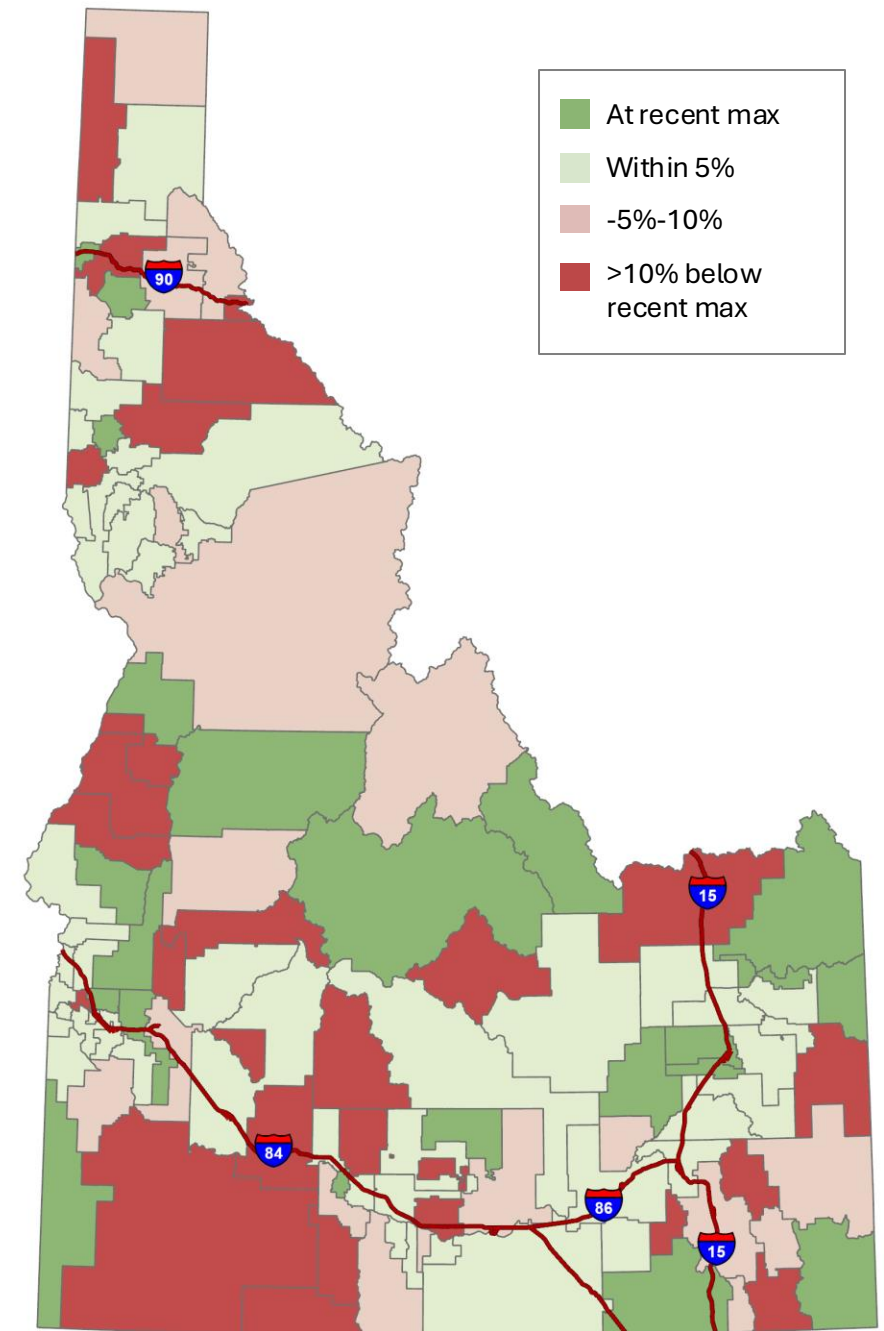 At recent max
Within 5%
-5%-10%
>10% below
recent max
90
15
84
86
15